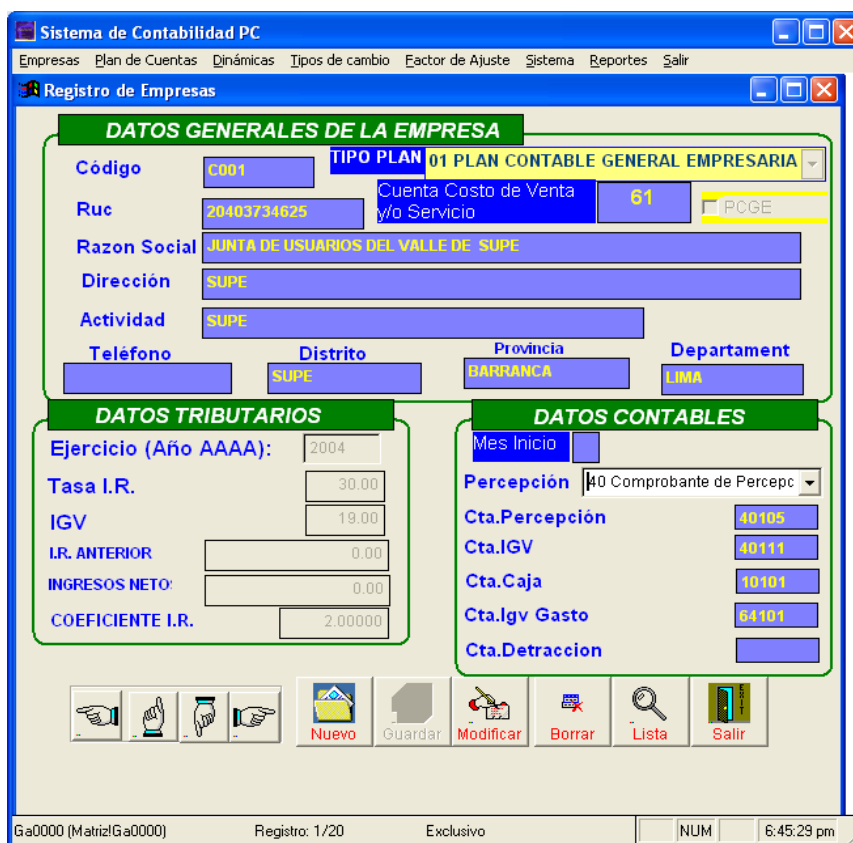 Sistema de Contabilidad PC
Empresas Plan de Cuentas Dinámicas Tipos de cambio Factor de Ajuste Sistema Reportes Salir
Registro de Empresas
DATOS GENERALES DE LA EMPRESA
Código C001 TIPO PLAN 01 PLAN CONTABLE GENERAL EMPRESARIA
Ruc 20403734625 Cuenta Costo de Venta y/o Servicio 61 PCGE
Razon Social JUNTA DE USUARIOS DEL VALLE DE SUPE
Dirección SUPE
Actividad SUPE
Teléfono Distrito Provincia Departament
SUPE BARRANCA LIMA
DATOS TRIBUTARIOS
Ejercicio (Año AAAA): 2004
Tasa I.R. 30.00
IGV 19.00
I.R. ANTERIOR 0.00
INGRESOS NETO: 0.00
COEFICIENTE I.R. 2.00000
DATOS CONTABLES
Mes Inicio
Percepción 40 Comprobante de Percepc
Cta.Percepción 40105
Cta.IGV 40111
Cta.Caja 10101
Cta.Igv Gasto 64101
Cta.Detraccion
Nuevo Guardar Modificar Borrar Lista EXIT Salir
Ga0000 (Matriz!Ga0000) Registro: 1/20 Exclusivo NUM 6:45:29 pm